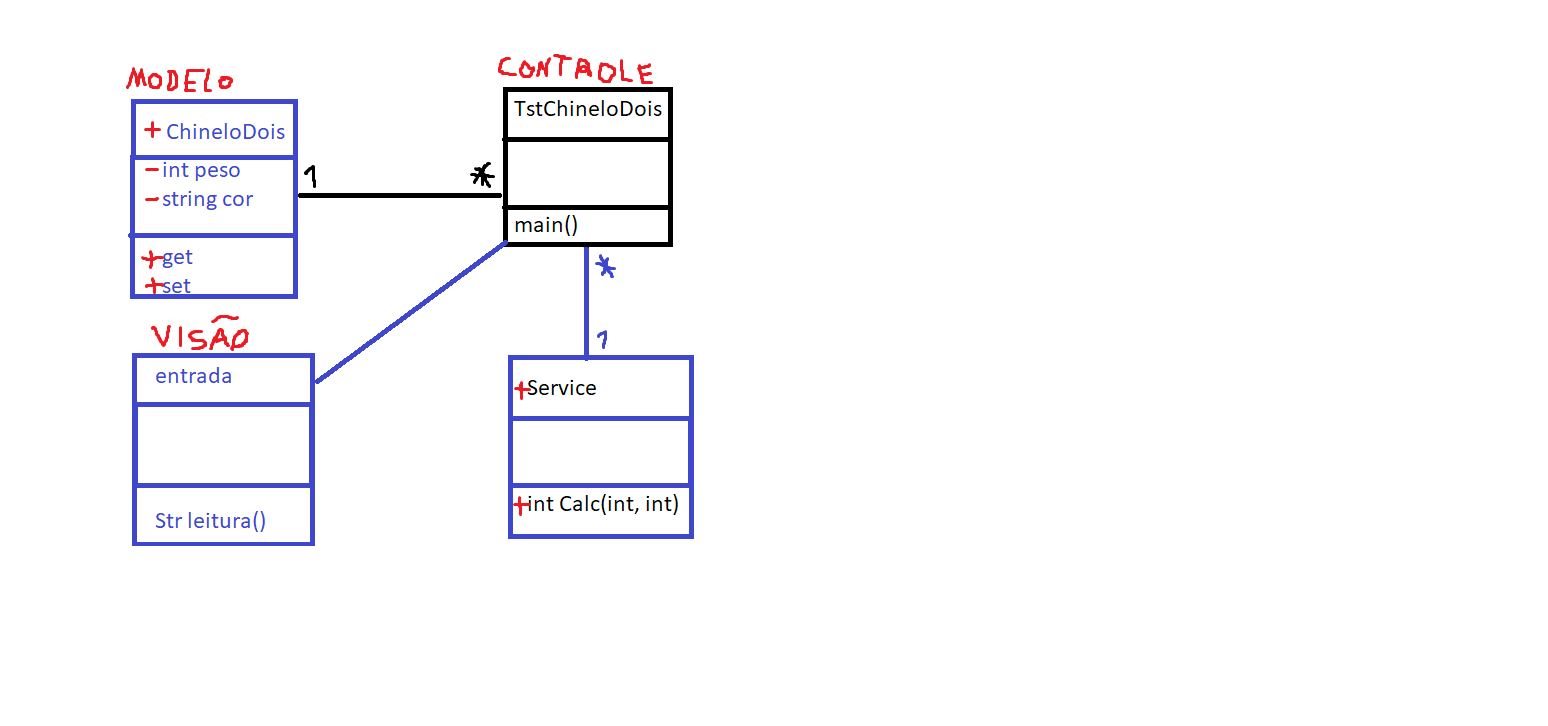 MODELO
+ ChineloDois
- int peso
- string cor
+ get
+ set
1
*
CONTROLE
TstChineloDois
main()
*
1
VISÃO
entrada
Str leitura()
+ Service
+ int Calc(int, int)